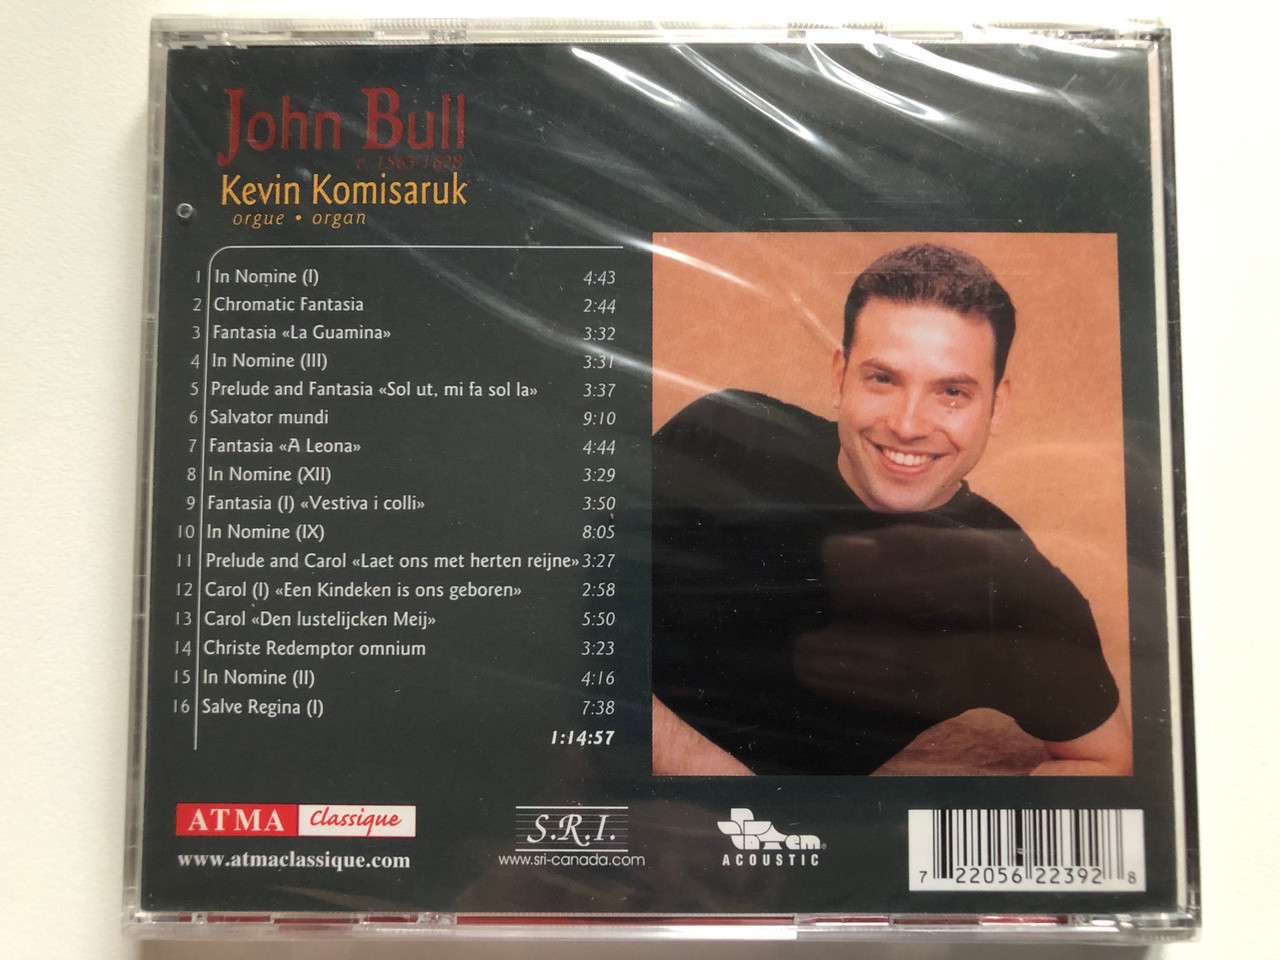 John Bull
c. 1563-1628
Kevin Komisaruk
orgue • organ
1 In Nomine (I) 4:43
2 Chromatic Fantasia 2:44
3 Fantasia «La Guamina» 3:32
4 In Nomine (III) 3:31
5 Prelude and Fantasia «Sol ut, mi fa sol la» 3:37
6 Salvator mundi 9:10
7 Fantasia «A Leona» 4:44
8 In Nomine (XII) 3:29
9 Fantasia (I) «Vestiva i colli» 3:50
10 In Nomine (IX) 8:05
11 Prelude and Carol «Laet ons met herten reijne» 3:27
12 Carol (I) «Een Kindeken is ons geboren» 2:58
13 Carol «Den lustelijcken Meij» 5:50
14 Christe Redemptor omnium 3:23
15 In Nomine (II) 4:16
16 Salve Regina (I) 7:38
1:14:57
ATMA classique
www.atmaclassique.com
S.R.I.
www.sri-canada.com
ACOUSTIC
7 22056 22392 8